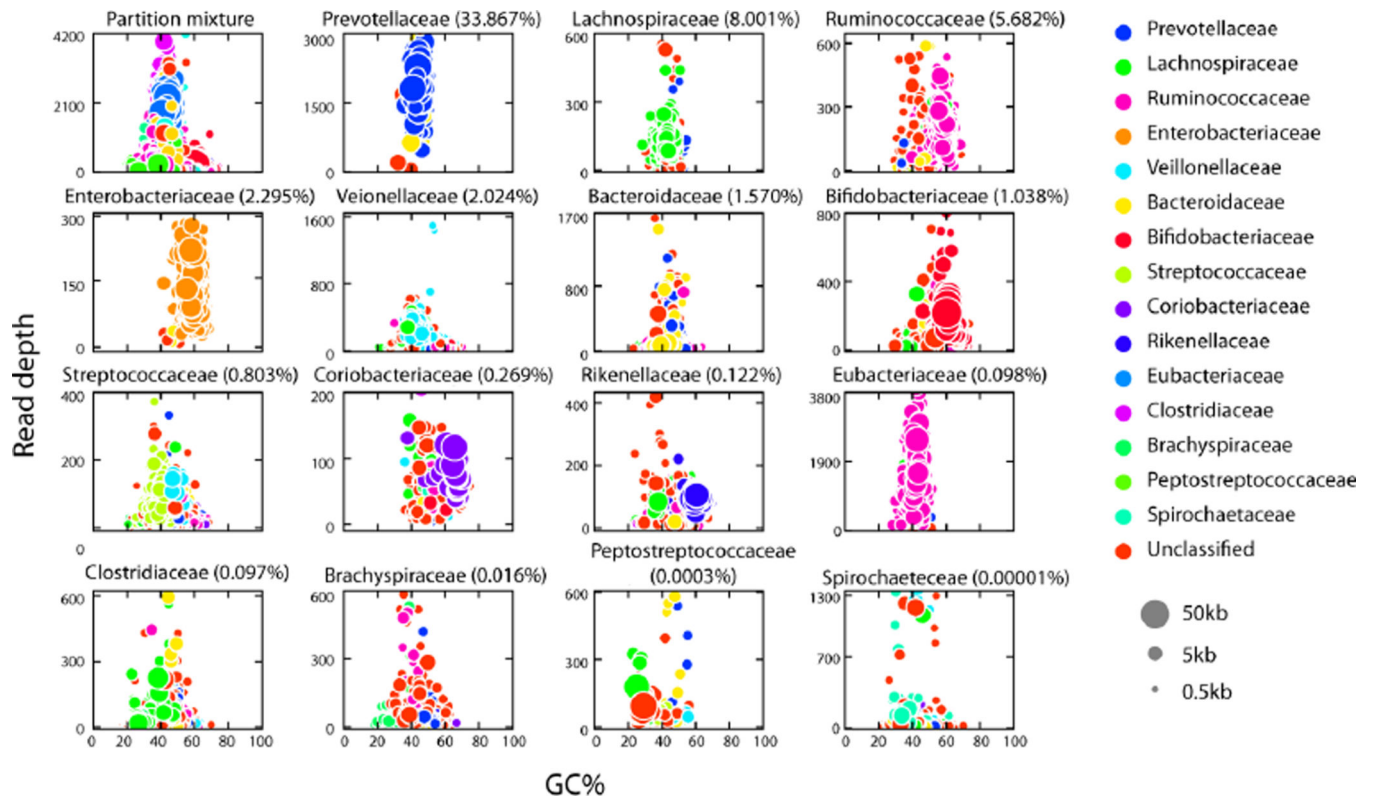 Partition mixture
Prevotellaceae (33.867%)
Lachnospiraceae (8.001%)
Ruminococcaceae (5.682%)
4200
2100
0
3000
1500
0
600
300
0
600
300
0
Enterobacteriaceae (2.295%)
Veionellaceae (2.024%)
Bacteroidaceae (1.570%)
Bifidobacteriaceae (1.038%)
300
150
0
1600
800
0
1700
800
0
800
400
0
Read depth
Streptococcaceae (0.803%)
Coriobacteriaceae (0.269%)
Rikenellaceae (0.122%)
Eubacteriaceae (0.098%)
400
200
0
200
100
0
400
200
0
3800
1900
0
Clostridiaceae (0.097%)
Brachyspiraceae (0.016%)
Peptostreptococcaceae
(0.0003%)
Spirochaeteceae (0.00001%)
600
300
0
600
300
0
600
300
0
1300
700
0
0 20 40 60 80 100
0 20 40 60 80 100
0 20 40 60 80 100
0 20 40 60 80 100
GC%
Prevotellaceae
Lachnospiraceae
Ruminococcaceae
Enterobacteriaceae
Veillonellaceae
Bacteroidaceae
Bifidobacteriaceae
Streptococcaceae
Coriobacteriaceae
Rikenellaceae
Eubacteriaceae
Clostridiaceae
Brachyspiraceae
Peptostreptococcaceae
Spirochaetaceae
Unclassified
50kb
5kb
0.5kb